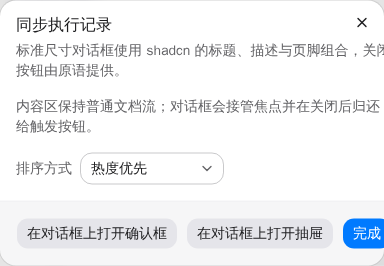 同步执行记录
标准尺寸对话框使用 shadcn 的标题、描述与页脚组合，关闭
按钮由原语提供。
内容区保持普通文档流；对话框会接管焦点并在关闭后归还
给触发按钮。
排序方式 热度优先
在对话框上打开确认框 在对话框上打开抽屉 完成